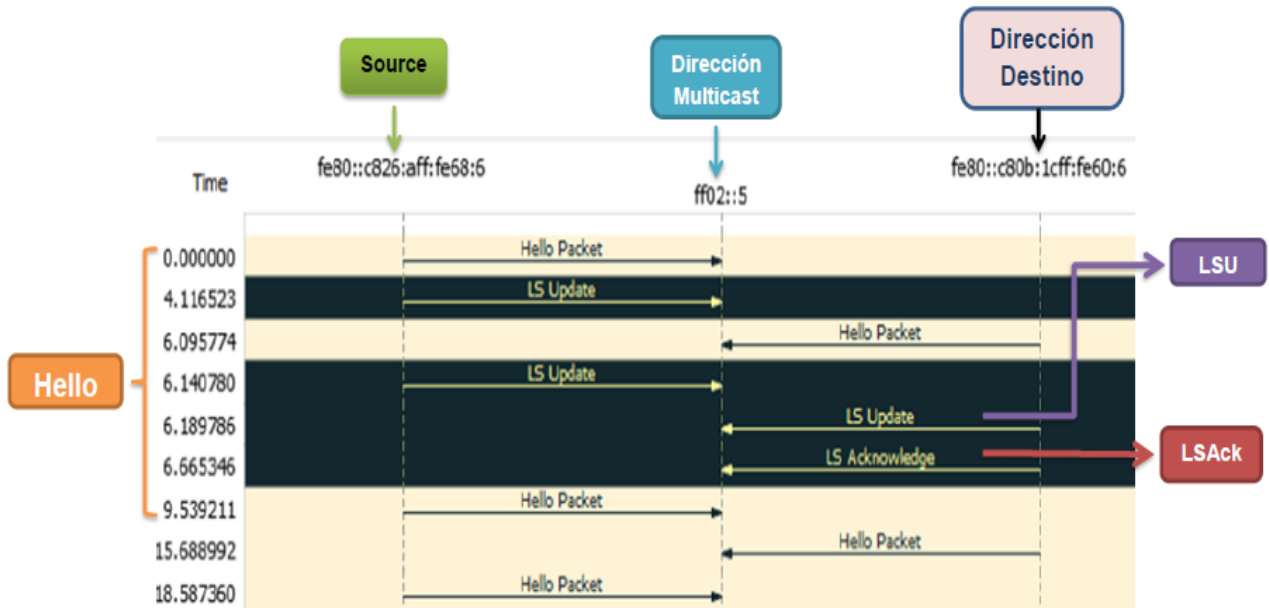 Source
Dirección
Multicast
Dirección
Destino
Time
fe80::c826:aff:fe68:6
ff02::5
fe80::c80b:1cff:fe60:6
Hello
LSU
LSAck
0.000000 Hello Packet
4.116523 LS Update
6.095774 Hello Packet
6.140780 LS Update
6.189786 LS Update
6.665346 LS Acknowledge
9.539211 Hello Packet
15.688992 Hello Packet
18.587360 Hello Packet